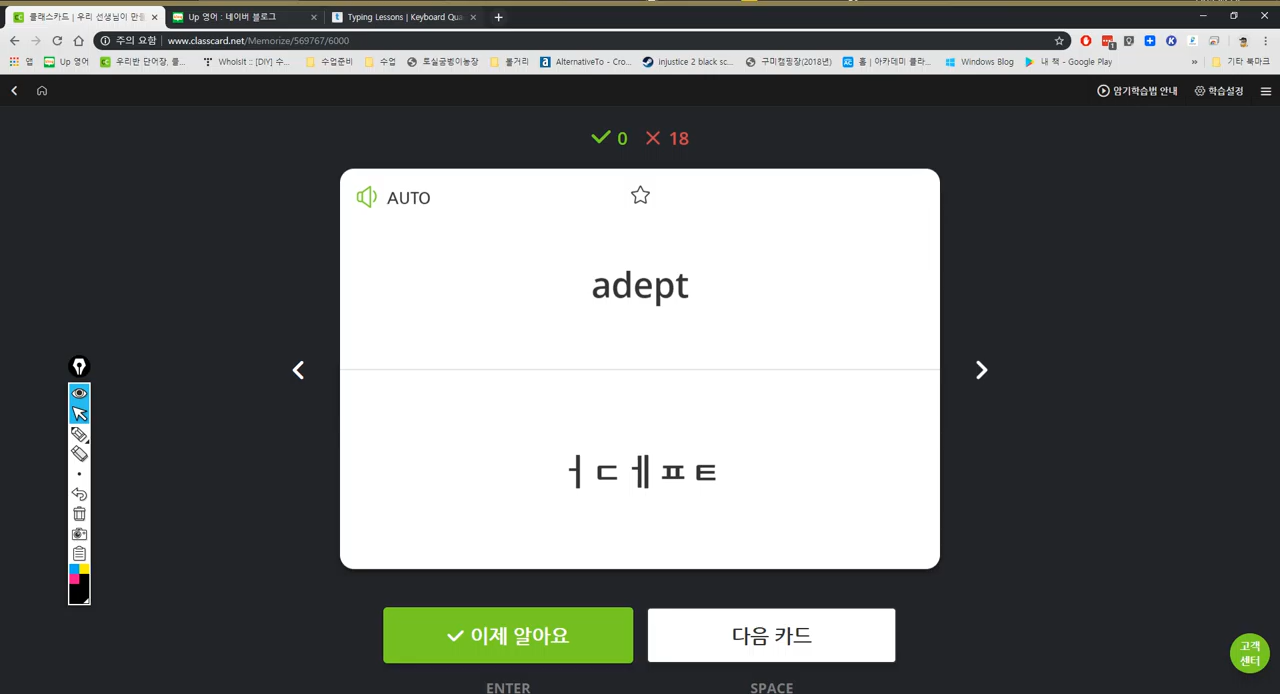 클래스카드 | 우리 선생님이 만든
Up 영어 : 네이버 블로그
Typing Lessons | Keyboard Qua
주의 요함 | www.classcard.net/Memorize/569767/6000
앱
Up 영어
우리반 단어장, 클...
WhoIsIt :: [DIY] 수...
수업준비
수업
토실굼벵이농장
볼거리
AlternativeTo - Cro...
injustice 2 black sc...
구미캠핑장(2018년)
홈 | 아카데미 클라...
Windows Blog
내 책 - Google Play
»
기타 북마크
암기학습법 안내
학습설정
0
18
AUTO
adept
ㅓㄷㅔㅍㅌ
이제 알아요
다음 카드
ENTER
SPACE
고객
센터